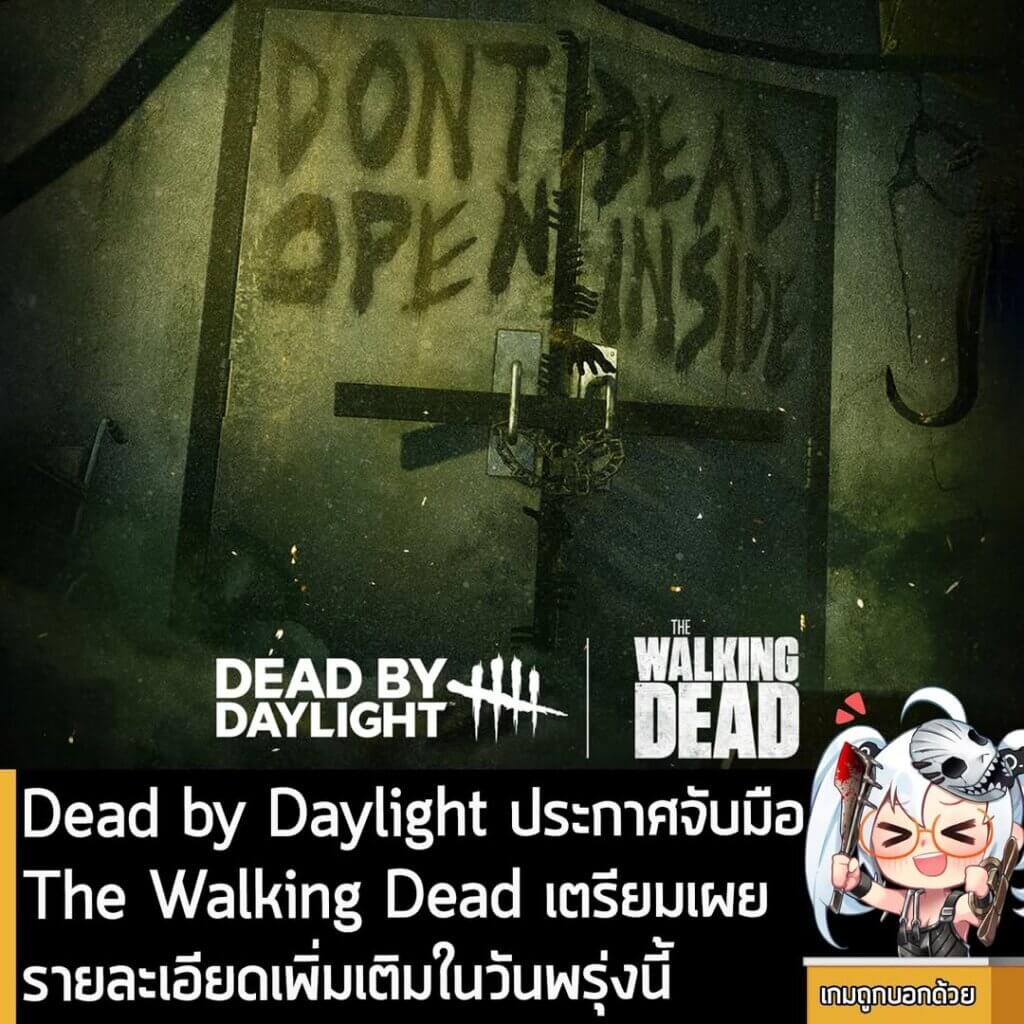 DONT
OPEN
DEAD
INSIDE
DEAD BY
DAYLIGHT
THE
WALKING
DEAD
Dead by Daylight ประกาศจับมือ
The Walking Dead เตรียมเผย
รายละเอียดเพิ่มเติมในวันพรุ่งนี้
เกมถูกบอกด้วย